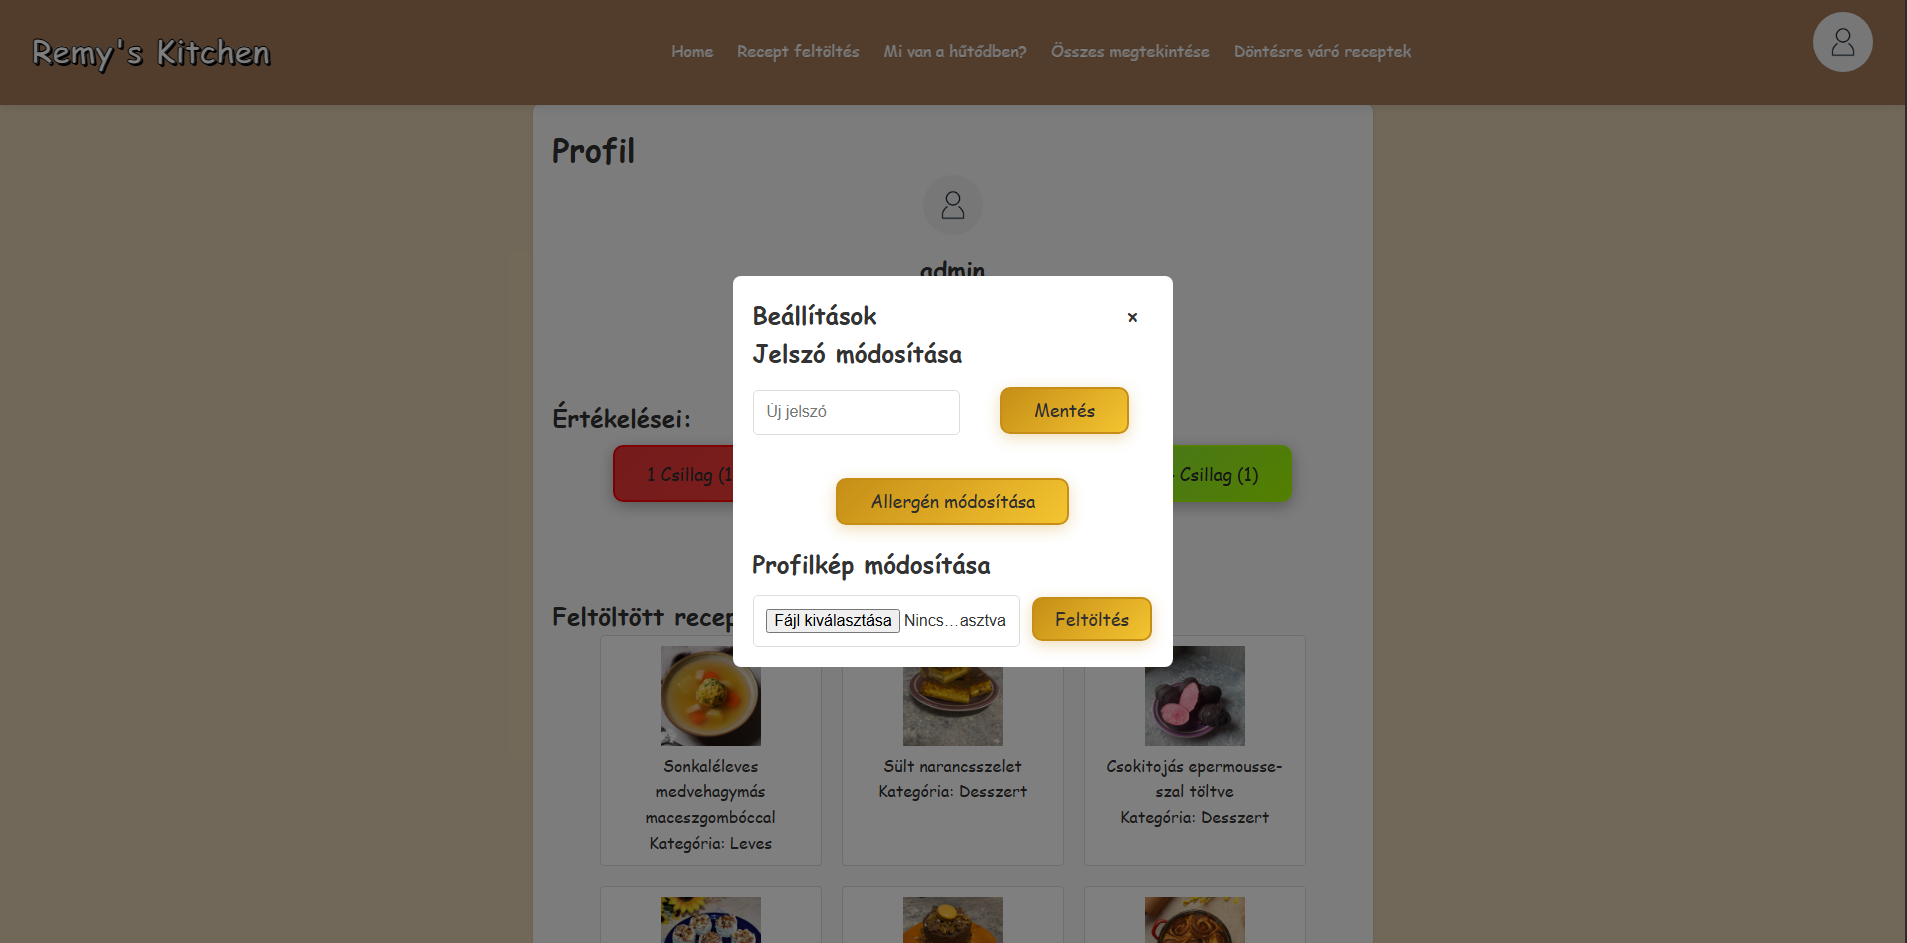 Remy's Kitchen
Home
Recept feltöltés
Mi van a hűtődben?
Összes megtekintése
Döntésre váró receptek
Profil
admin
Beállítások
×
Jelszó módosítása
Új jelszó
Mentés
Értékelései:
1 Csillag (1
Csillag (1)
Allergén módosítása
Profilkép módosítása
Fájl kiválasztása Nincs...asztva
Feltöltés
Feltöltött recep
Sonkaléleves
medvehagymás
maceszgombóccal
Kategória: Leves
Sült narancsszelet
Kategória: Desszert
Csokitojás epermousse-
szal töltve
Kategória: Desszert